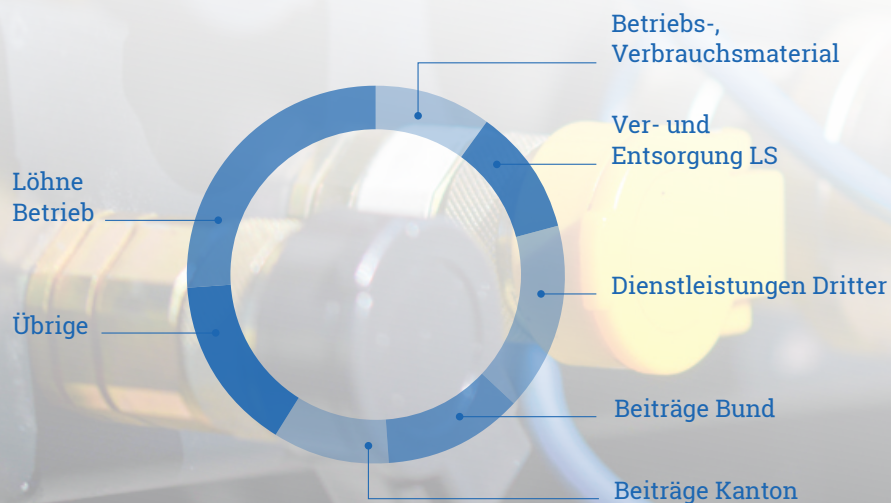 Betriebs-,
Verbrauchsmaterial
Ver- und
Entsorgung LS
Dienstleistungen Dritter
Beiträge Bund
Beiträge Kanton
Übrige
Löhne
Betrieb